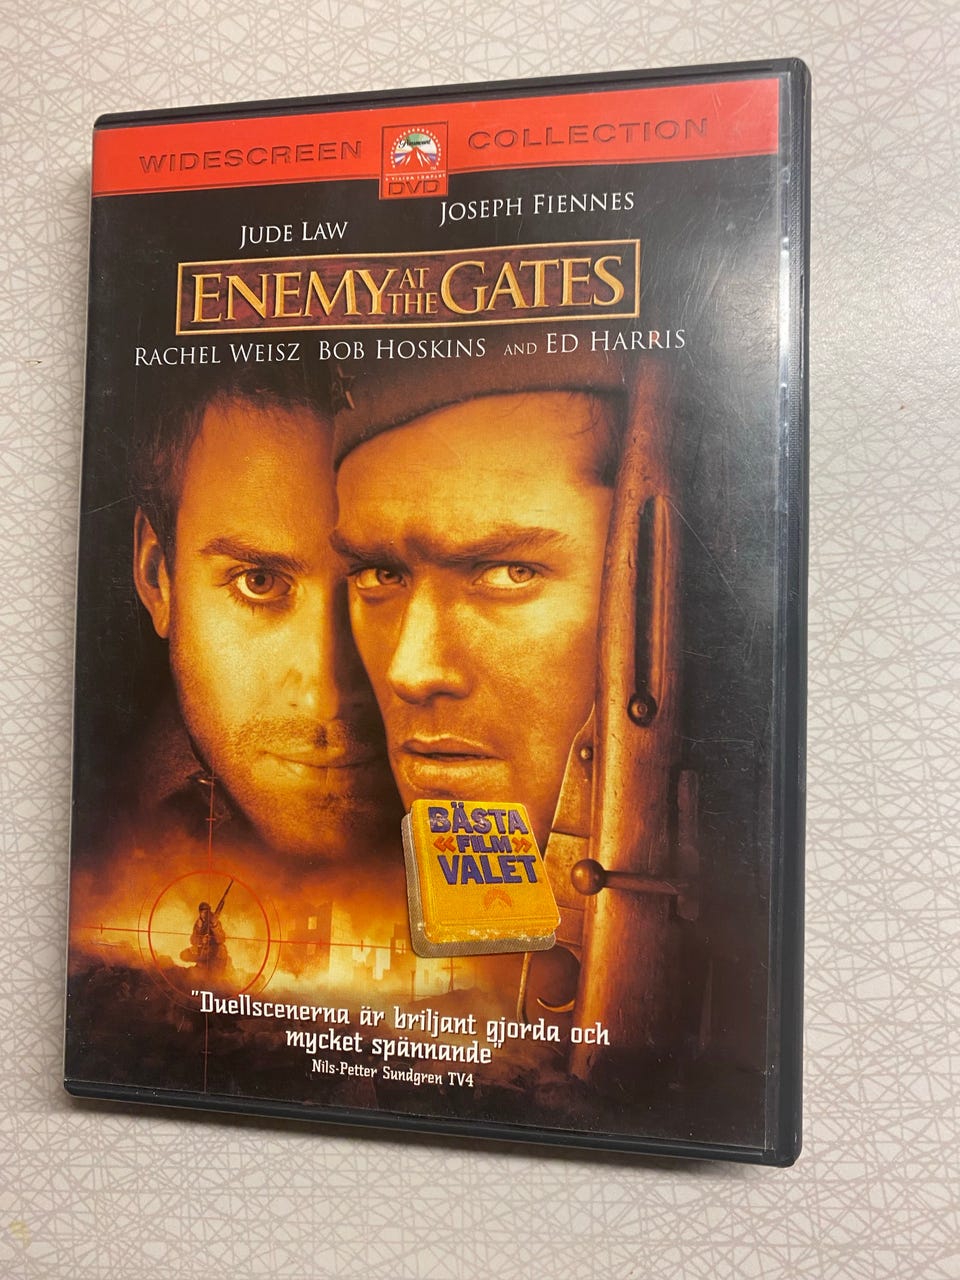 WIDESCREEN
Paramount
DVD
COLLECTION
JUDE LAW
JOSEPH FIENNES
ENEMY AT THE GATES
RACHEL WEISZ BOB HOSKINS AND ED HARRIS
BÄSTA
«FILM»
VALET
"Duellscenerna är briljant gjorda och
mycket spännande"
Nils-Petter Sundgren TV4